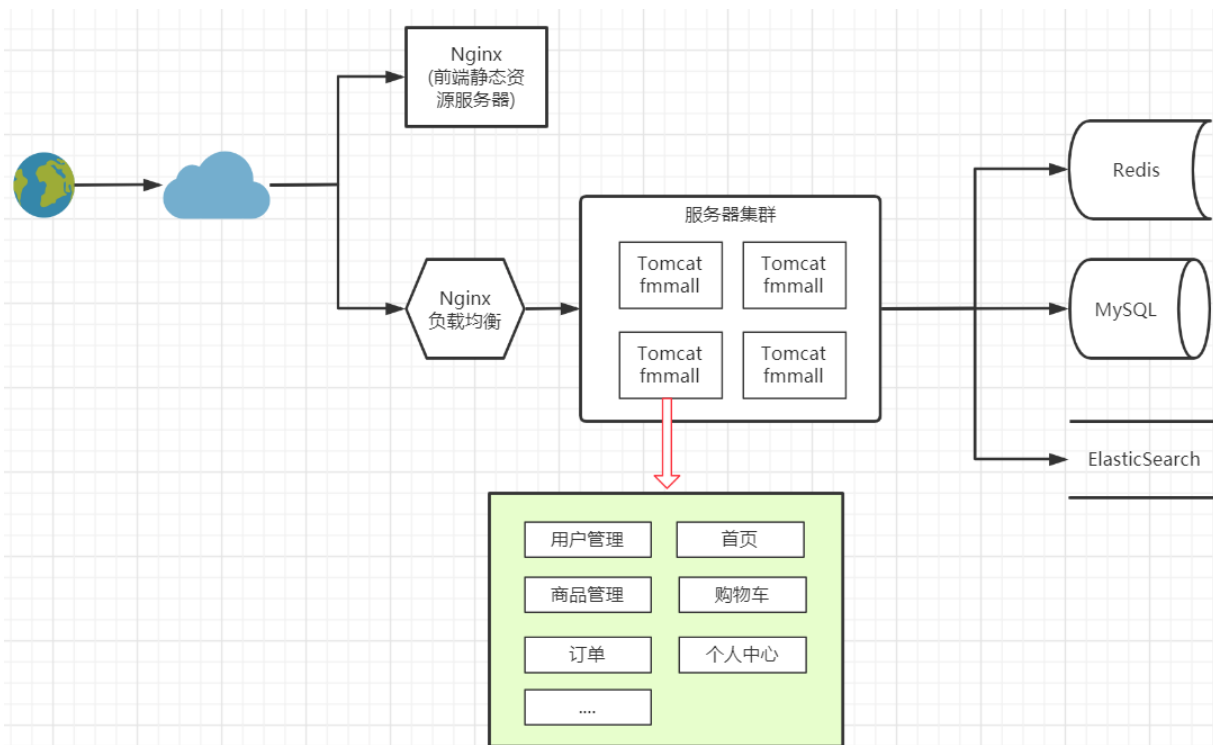 Nginx
(前端静态资
源服务器)
Nginx
负载均衡
服务器集群
Tomcat
fmmall
Tomcat
fmmall
Tomcat
fmmall
Tomcat
fmmall
Redis
MySQL
ElasticSearch
用户管理
首页
商品管理
购物车
订单
个人中心
....